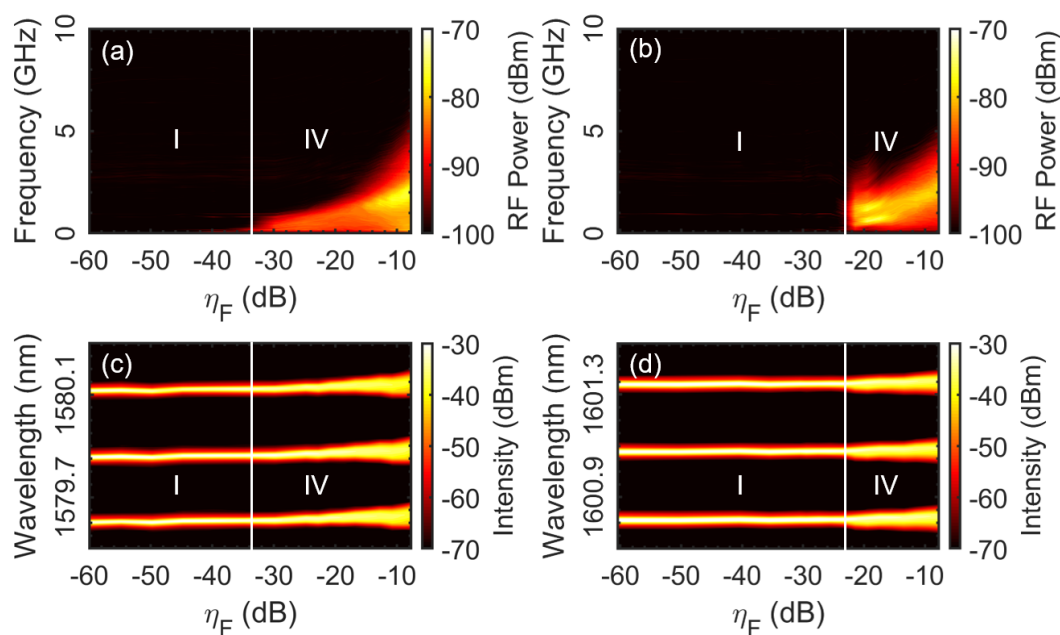 (a)
I
IV
Frequency (GHz)
10
5
0
-60 -50 -40 -30 -20 -10
η_F (dB)
-70
-80
-90
-100
RF Power (dBm)
(b)
I
IV
Frequency (GHz)
10
5
0
-60 -50 -40 -30 -20 -10
η_F (dB)
-70
-80
-90
-100
RF Power (dBm)
(c)
I
IV
Wavelength (nm)
1580.1
1579.7
-60 -50 -40 -30 -20 -10
η_F (dB)
-30
-40
-50
-60
-70
Intensity (dBm)
(d)
I
IV
Wavelength (nm)
1601.3
1600.9
-60 -50 -40 -30 -20 -10
η_F (dB)
-30
-40
-50
-60
-70
Intensity (dBm)